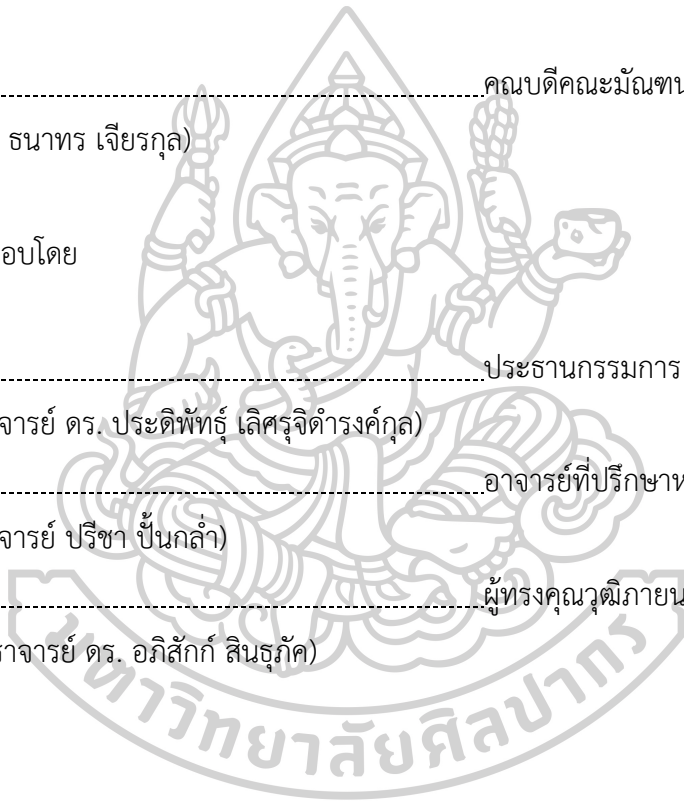 คณบดีคณะมัณฑน
ธนาทร เจียรกุล)
อบโดย
ประธานกรรมการ
จารย์ ดร. ประดิพัทธุ์ เลิศรุจิดำรงค์กุล)
อาจารย์ที่ปรึกษาห
จารย์ ปรีชา ปั้นกล่ำ)
ผู้ทรงคุณวุฒิภายน
าจารย์ ดร. อภิสักก์ สินธุภัค)
มหาวิทยาลัยศิลปากร